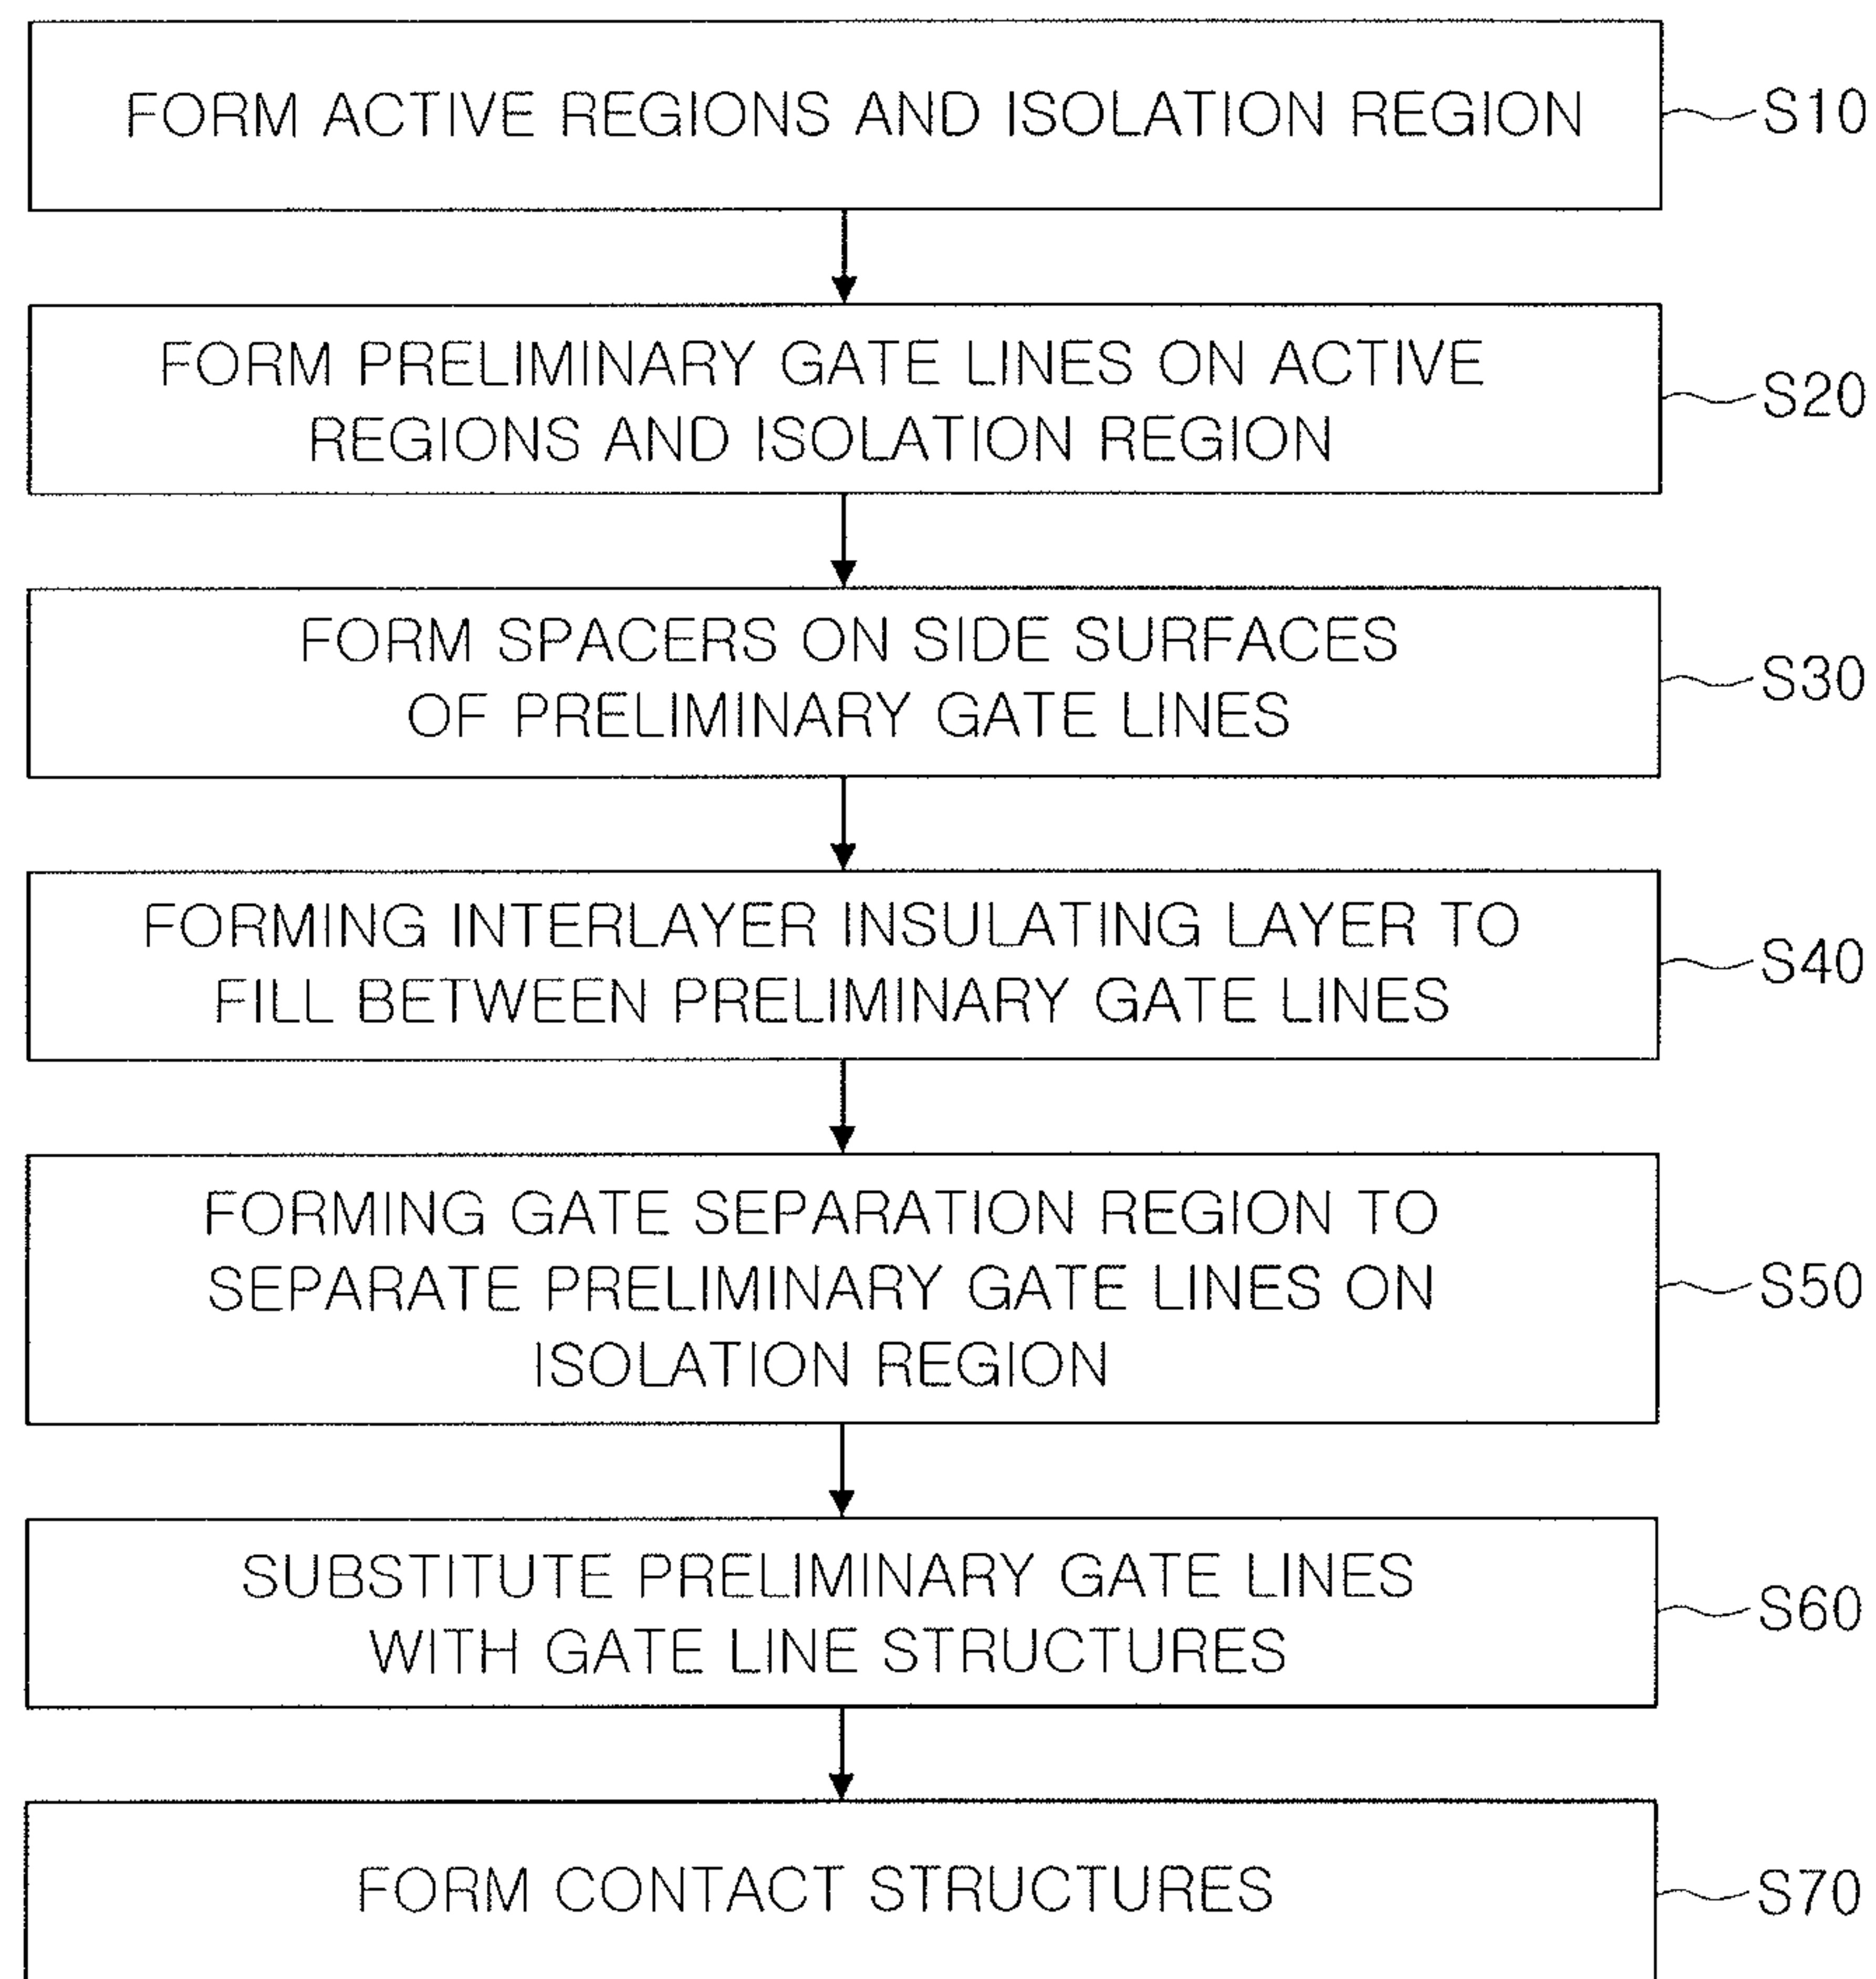 FORM ACTIVE REGIONS AND ISOLATION REGION
S10
FORM PRELIMINARY GATE LINES ON ACTIVE
REGIONS AND ISOLATION REGION
S20
FORM SPACERS ON SIDE SURFACES
OF PRELIMINARY GATE LINES
S30
FORMING INTERLAYER INSULATING LAYER TO
FILL BETWEEN PRELIMINARY GATE LINES
S40
FORMING GATE SEPARATION REGION TO
SEPARATE PRELIMINARY GATE LINES ON
ISOLATION REGION
S50
SUBSTITUTE PRELIMINARY GATE LINES
WITH GATE LINE STRUCTURES
S60
FORM CONTACT STRUCTURES
S70